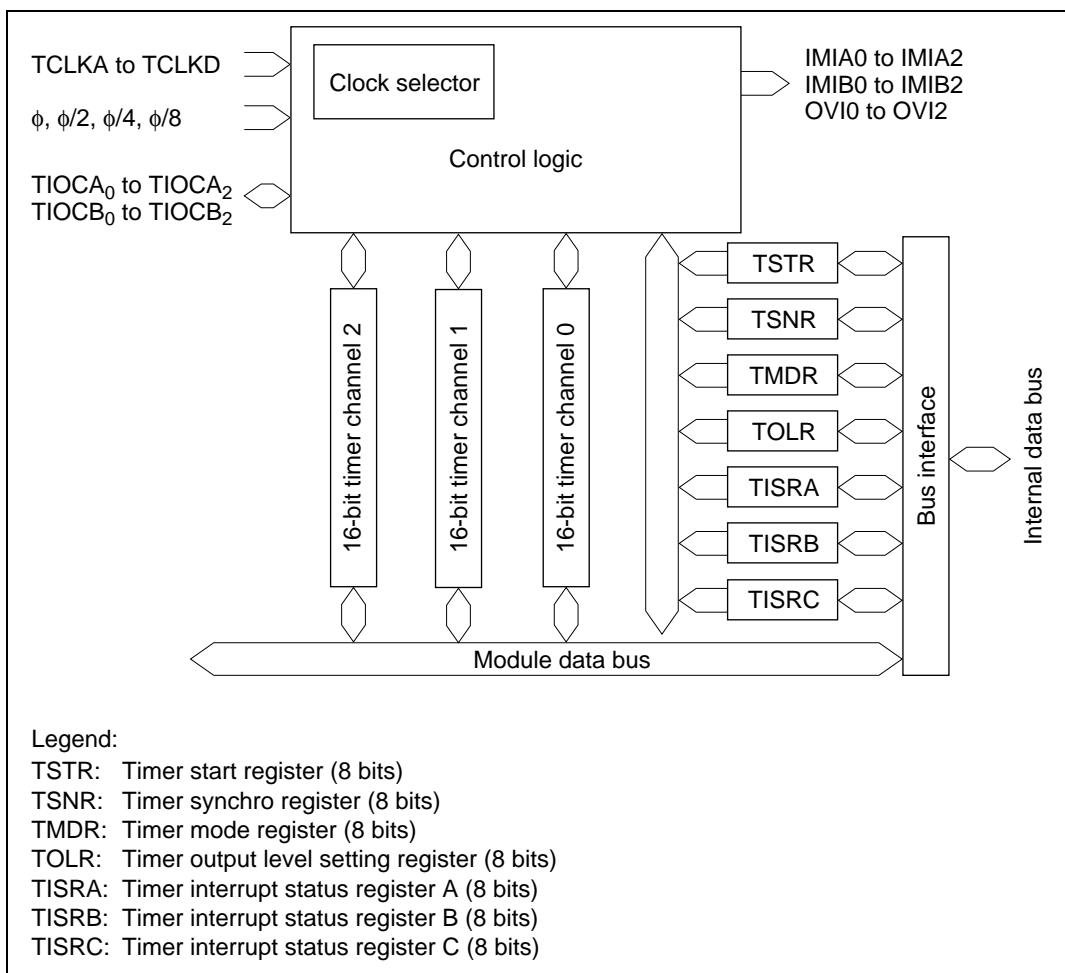 TCLKA to TCLKD
ϕ, ϕ/2, ϕ/4, ϕ/8
TIOCA0 to TIOCA2
TIOCB0 to TIOCB2
Clock selector
Control logic
IMIA0 to IMIA2
IMIB0 to IMIB2
OVI0 to OVI2
16-bit timer channel 2
16-bit timer channel 1
16-bit timer channel 0
TSTR
TSNR
TMDR
TOLR
TISRA
TISRB
TISRC
Bus interface
Internal data bus
Module data bus
Legend:
TSTR: Timer start register (8 bits)
TSNR: Timer synchro register (8 bits)
TMDR: Timer mode register (8 bits)
TOLR: Timer output level setting register (8 bits)
TISRA: Timer interrupt status register A (8 bits)
TISRB: Timer interrupt status register B (8 bits)
TISRC: Timer interrupt status register C (8 bits)